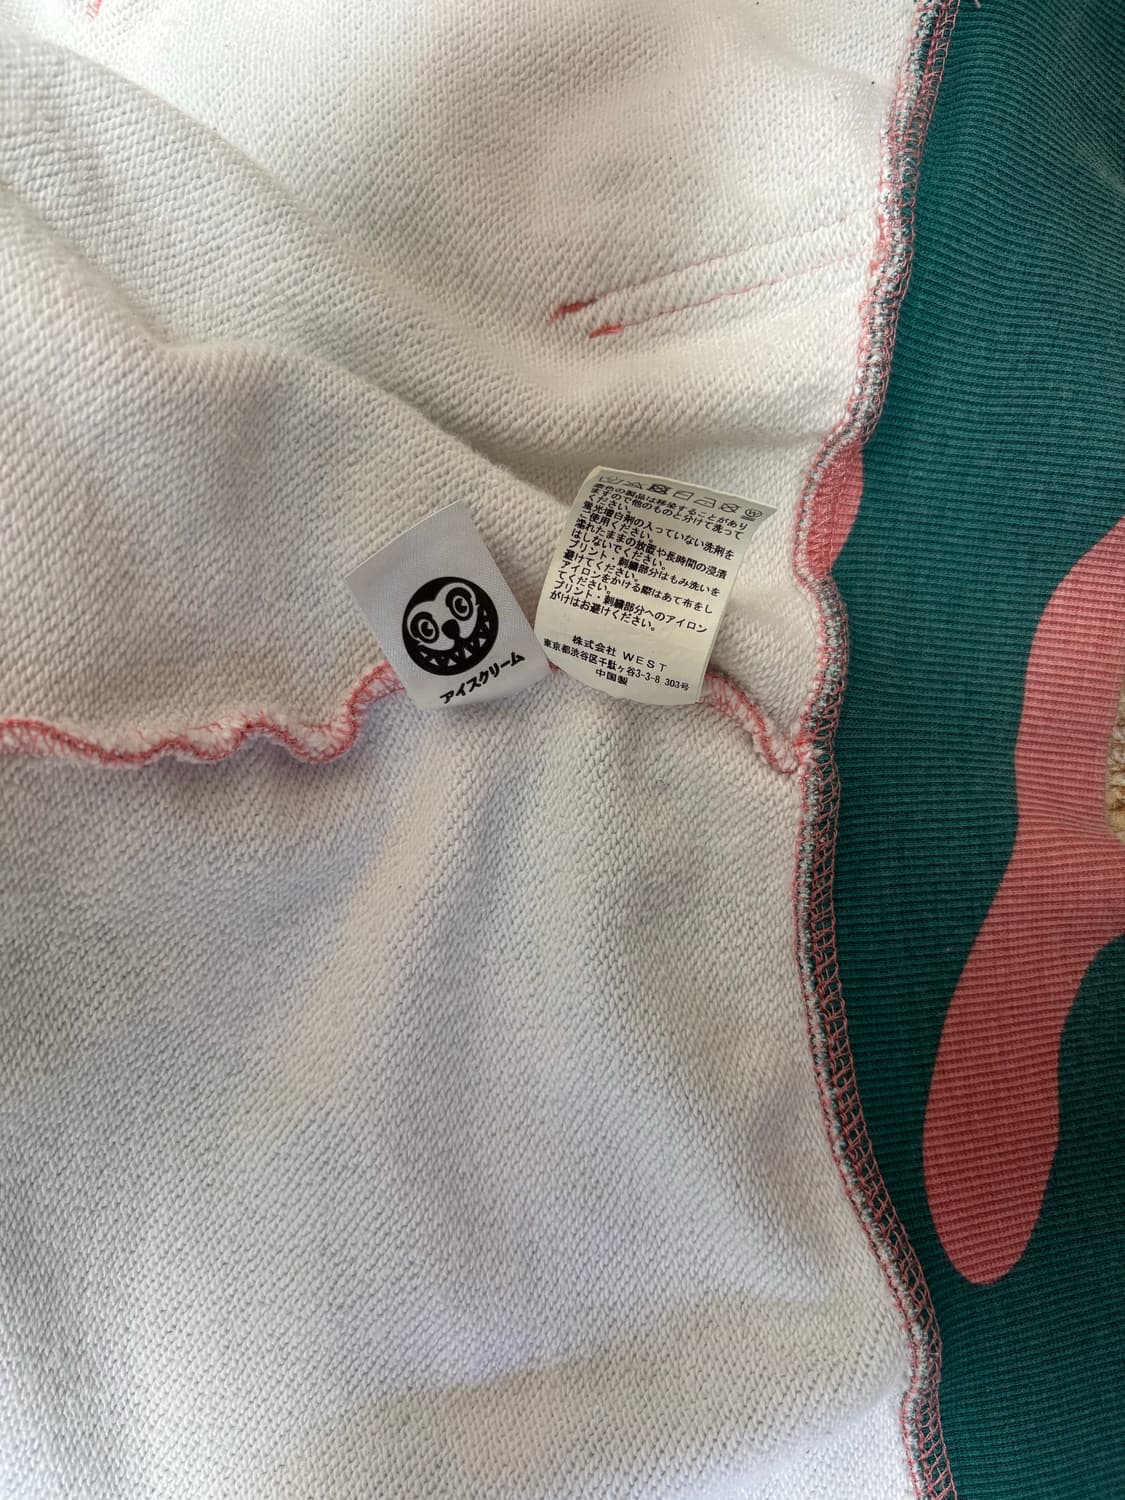 アイスクリーム
濃色の製品は移染することがあり
ますので他のものと分けて洗って
ください。
蛍光増白剤の入っていない洗剤を
ご使用ください。
濡れたままの放置や長時間の浸漬
はしないでください。
プリント・刺繍部分はもみ洗いを
避けてください。
アイロンをかける際はあて布をし
てください。
プリント・刺繍部分へのアイロン
がけはお避けください。
株式会社 WEST
東京都渋谷区千駄ヶ谷3-3-8 303号
中国製